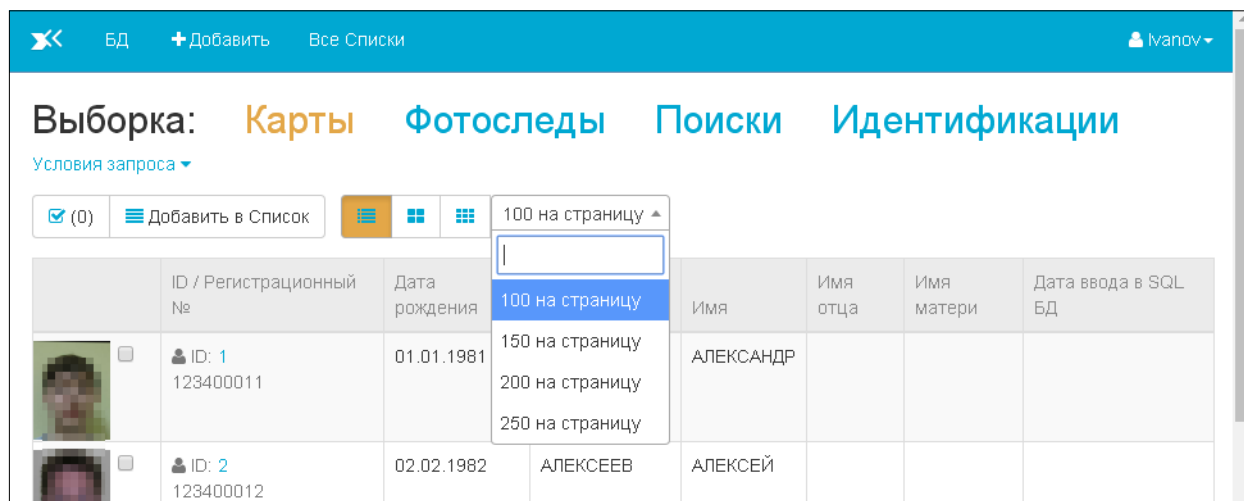 БД Добавить Все Списки Ivanov
Выборка: Карты Фотоследы Поиски Идентификации
Условия запроса
(0) Добавить в Список 100 на страницу
ID / Регистрационный № Дата рождения Имя Имя отца Имя матери Дата ввода в SQL БД
100 на страницу
150 на страницу
200 на страницу
250 на страницу
ID: 1 01.01.1981 АЛЕКСАНДР
123400011
ID: 2 02.02.1982 АЛЕКСЕЕВ АЛЕКСЕЙ
123400012